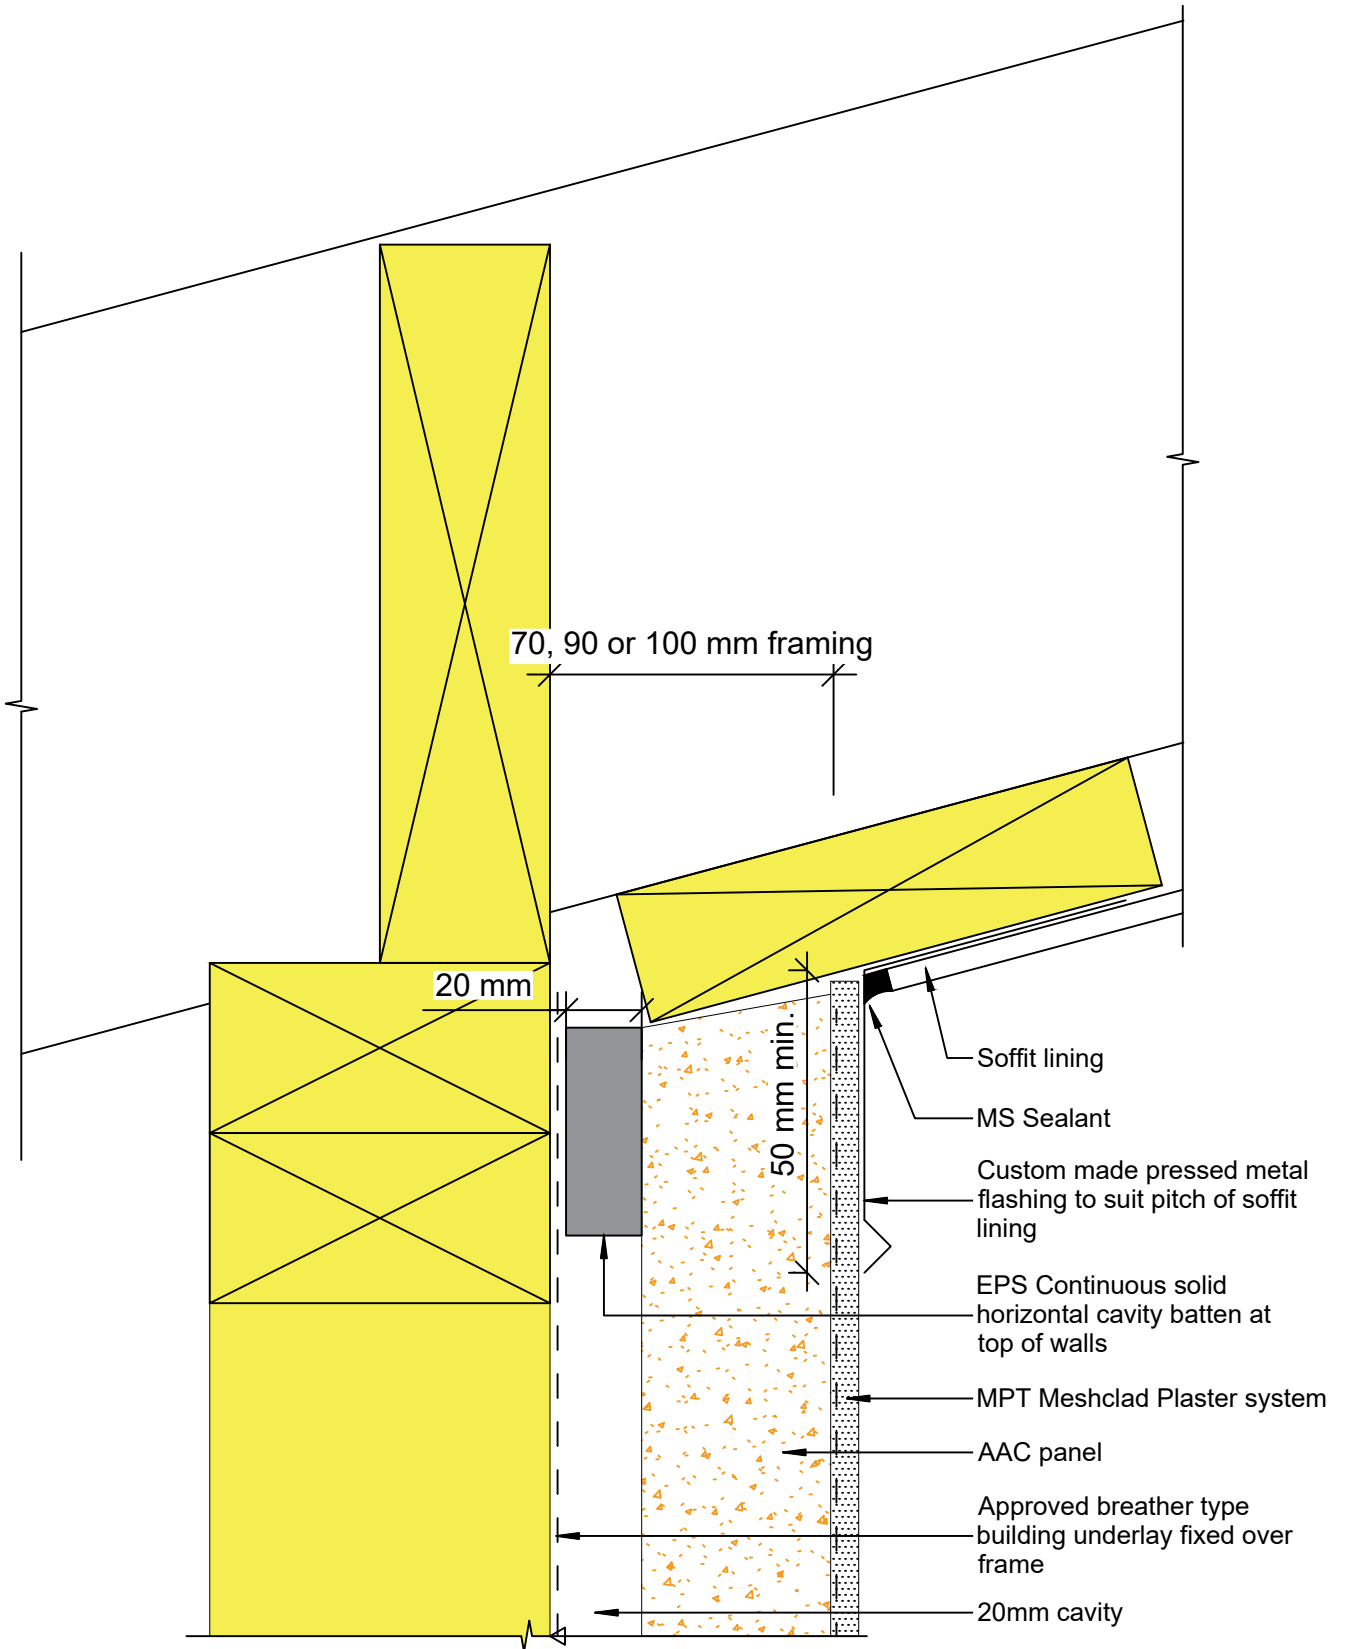 70, 90 or 100 mm framing
20 mm
50 mm min.
Soffit lining
MS Sealant
Custom made pressed metal
flashing to suit pitch of soffit
lining
EPS Continuous solid
horizontal cavity batten at
top of walls
MPT Meshclad Plaster system
AAC panel
Approved breather type
building underlay fixed over
frame
20mm cavity